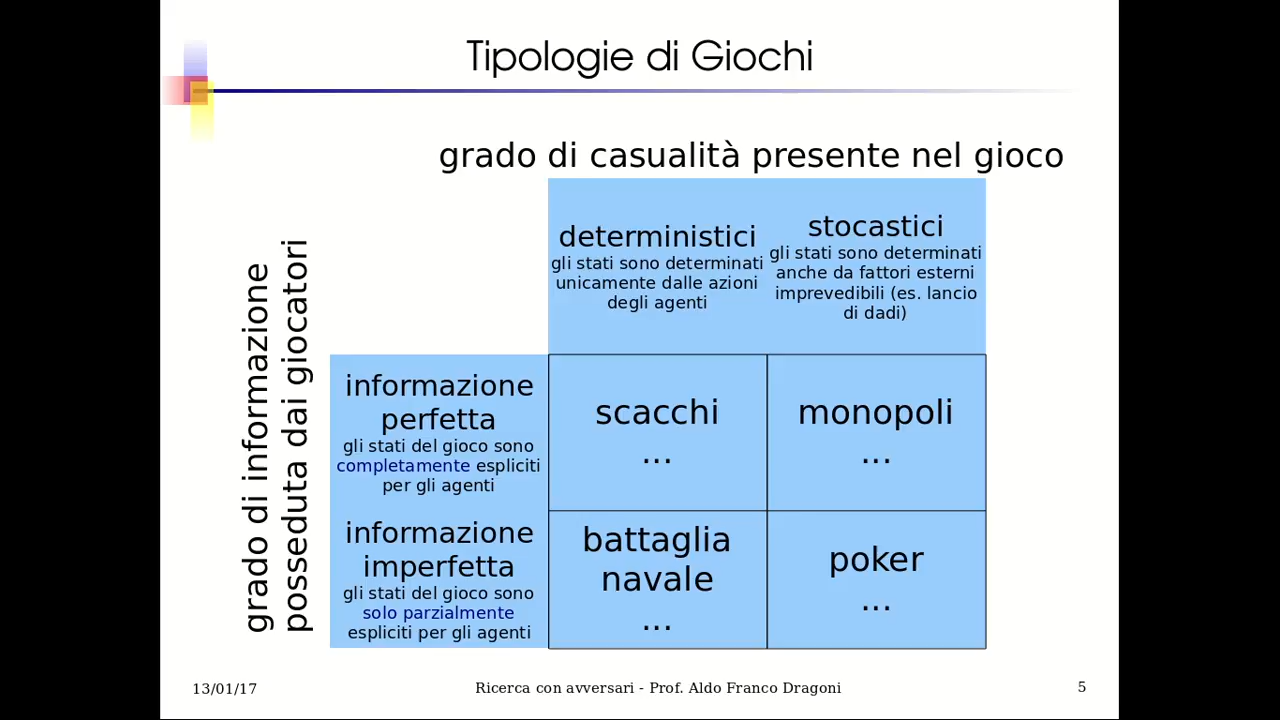 Tipologie di Giochi
grado di casualità presente nel gioco
grado di informazione
posseduta dai giocatori
deterministici
gli stati sono determinati
unicamente dalle azioni
degli agenti
stocastici
gli stati sono determinati
anche da fattori esterni
imprevedibili (es. lancio
di dadi)
informazione
perfetta
gli stati del gioco sono
completamente espliciti
per gli agenti
scacchi
...
monopoli
...
informazione
imperfetta
gli stati del gioco sono
solo parzialmente
espliciti per gli agenti
battaglia
navale
...
poker
...
13/01/17
Ricerca con avversari - Prof. Aldo Franco Dragoni
5